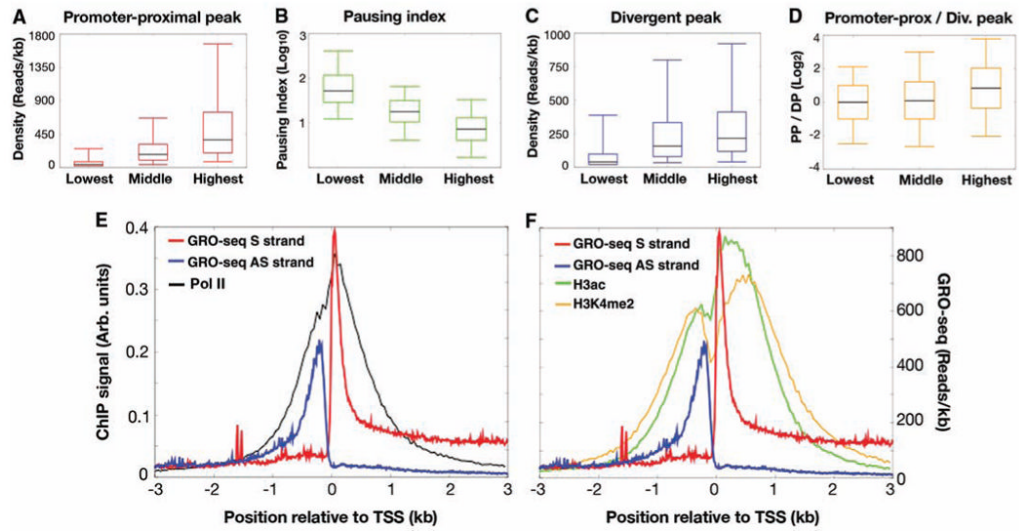 A Promoter-proximal peak
Density (Reads/kb)
1800
1350
900
450
0
Lowest Middle Highest
B Pausing index
Pausing Index (Log10)
3
2
1
Lowest Middle Highest
C Divergent peak
Density (Reads/kb)
1000
750
500
250
0
Lowest Middle Highest
D Promoter-prox / Div. peak
PP / DP (Log2)
4
2
0
-2
-4
Lowest Middle Highest
E
ChIP signal (Arb. units)
0.4
0.3
0.2
0.1
0
GRO-seq S strand
GRO-seq AS strand
Pol II
-3 -2 -1 0 1 2 3
Position relative to TSS (kb)
F
GRO-seq S strand
GRO-seq AS strand
H3ac
H3K4me2
800
600
400
200
0
GRO-seq (Reads/kb)
-3 -2 -1 0 1 2 3
Position relative to TSS (kb)